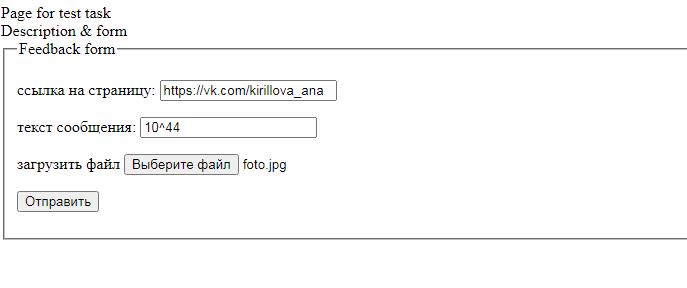 Page for test task
Description & form
Feedback form
ссылка на страницу: https://vk.com/kirillova_ana
текст сообщения: 10^44
загрузить файл Выберите файл foto.jpg
Отправить